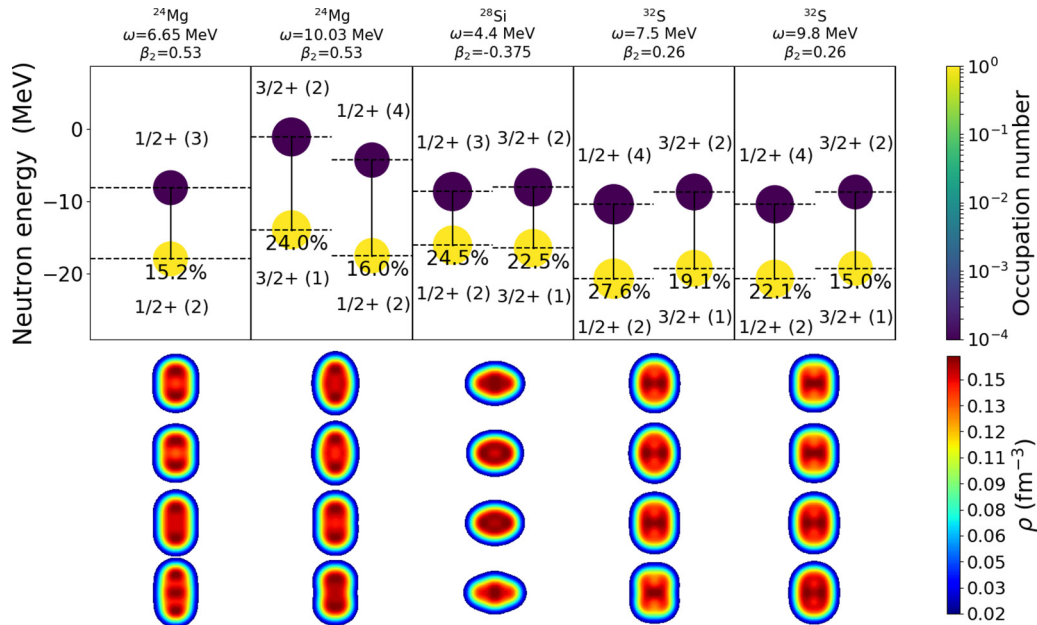 ²⁴Mg
ω=6.65 MeV
β₂=0.53
²⁴Mg
ω=10.03 MeV
β₂=0.53
²⁸Si
ω=4.4 MeV
β₂=-0.375
³²S
ω=7.5 MeV
β₂=0.26
³²S
ω=9.8 MeV
β₂=0.26
Neutron energy (MeV)
0
−10
−20
1/2+ (3)
15.2%
1/2+ (2)
3/2+ (2)
24.0%
3/2+ (1)
1/2+ (4)
16.0%
1/2+ (2)
1/2+ (3)
24.5%
1/2+ (2)
3/2+ (2)
22.5%
3/2+ (1)
1/2+ (4)
27.6%
1/2+ (2)
3/2+ (2)
19.1%
3/2+ (1)
1/2+ (4)
22.1%
1/2+ (2)
3/2+ (2)
15.0%
3/2+ (1)
10⁰
10⁻¹
10⁻²
10⁻³
10⁻⁴
Occupation number
0.15
0.13
0.11
0.09
0.08
0.06
0.04
0.03
0.02
ρ (fm⁻³)